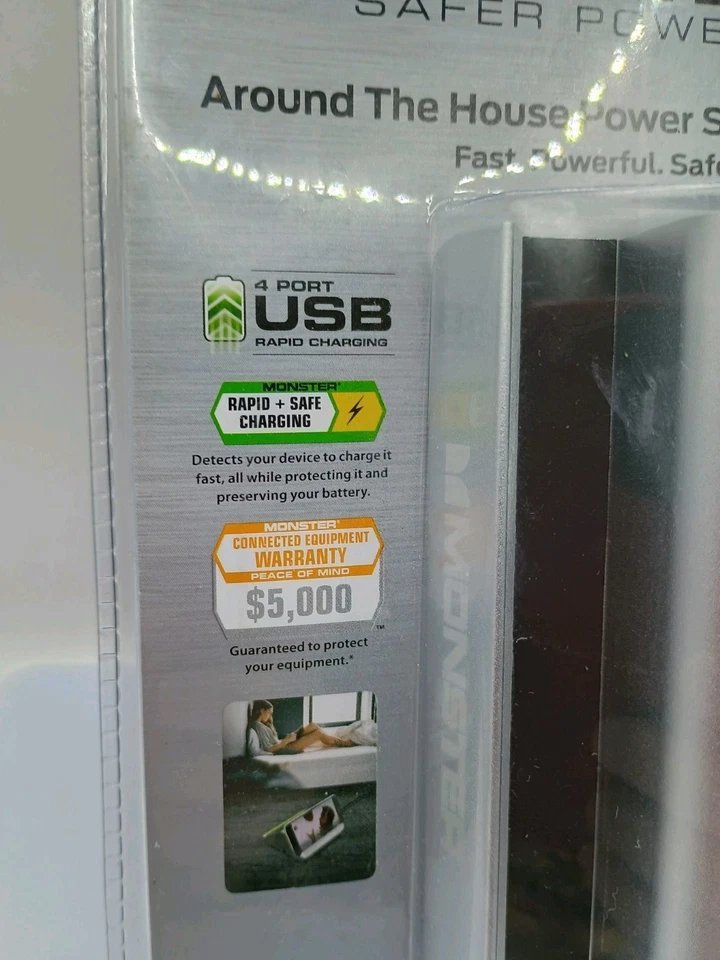 SAFER POWE
Around The House Power S
Fast. Powerful. Safe
4 PORT
USB
RAPID CHARGING
MONSTER
RAPID + SAFE
CHARGING
Detects your device to charge it
fast, all while protecting it and
preserving your battery.
MONSTER
CONNECTED EQUIPMENT
WARRANTY
PEACE OF MIND
$5,000
™
Guaranteed to protect
your equipment.*
MONSTER